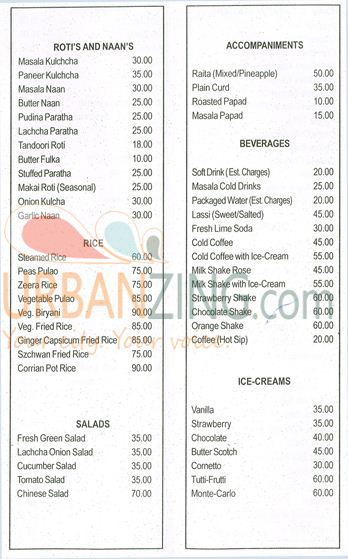 ROTI'S AND NAAN'S
Masala Kulchcha 30.00
Paneer Kulchcha 35.00
Masala Naan 30.00
Butter Naan 25.00
Pudina Paratha 25.00
Lachcha Paratha 25.00
Tandoori Roti 18.00
Butter Fulka 10.00
Stuffed Paratha 25.00
Makai Roti (Seasonal) 25.00
Onion Kulcha 30.00
Garlic Naan 30.00
RICE
Steamed Rice 60.00
Peas Pulao 75.00
Zeera Rice 75.00
Vegetable Pulao 85.00
Veg. Biryani 90.00
Veg. Fried Rice 85.00
Ginger Capsicum Fried Rice 85.00
Szchwan Fried Rice 75.00
Corrian Pot Rice 90.00
SALADS
Fresh Green Salad 35.00
Lachcha Onion Salad 35.00
Cucumber Salad 35.00
Tomato Salad 35.00
Chinese Salad 70.00
ACCOMPANIMENTS
Raita (Mixed/Pineapple) 50.00
Plain Curd 35.00
Roasted Papad 10.00
Masala Papad 15.00
BEVERAGES
Soft Drink (Est. Charges) 20.00
Masala Cold Drinks 25.00
Packaged Water (Est. Charges) 20.00
Lassi (Sweet/Salted) 45.00
Fresh Lime Soda 30.00
Cold Coffee 45.00
Cold Coffee with Ice-Cream 55.00
Milk Shake Rose 45.00
Milk Shake with Ice-Cream 55.00
Strawberry Shake 60.00
Chocolate Shake 60.00
Orange Shake 60.00
Coffee (Hot Sip) 20.00
ICE-CREAMS
Vanilla 35.00
Strawberry 35.00
Chocolate 40.00
Butter Scotch 45.00
Cornetto 30.00
Tutti-Frutti 60.00
Monte-Carlo 60.00
URBANZING.com
Your city. Your voice.